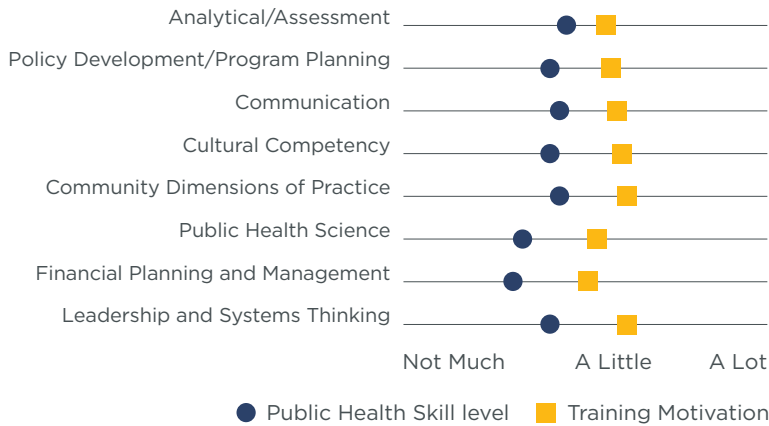 Analytical/Assessment
Policy Development/Program Planning
Communication
Cultural Competency
Community Dimensions of Practice
Public Health Science
Financial Planning and Management
Leadership and Systems Thinking
Not Much A Little A Lot
Public Health Skill level Training Motivation